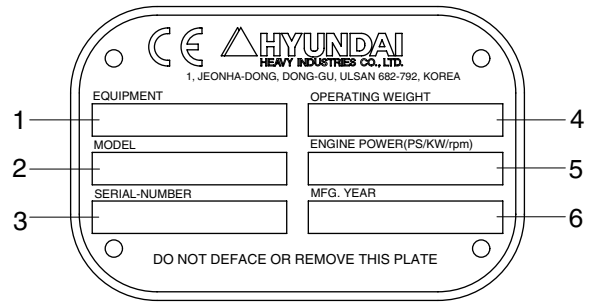 CE HYUNDAI
HEAVY INDUSTRIES CO., LTD.
1, JEONHA-DONG, DONG-GU, ULSAN 682-792, KOREA
EQUIPMENT OPERATING WEIGHT
1 4
MODEL ENGINE POWER(PS/KW/rpm)
2 5
SERIAL-NUMBER MFG. YEAR
3 6
DO NOT DEFACE OR REMOVE THIS PLATE